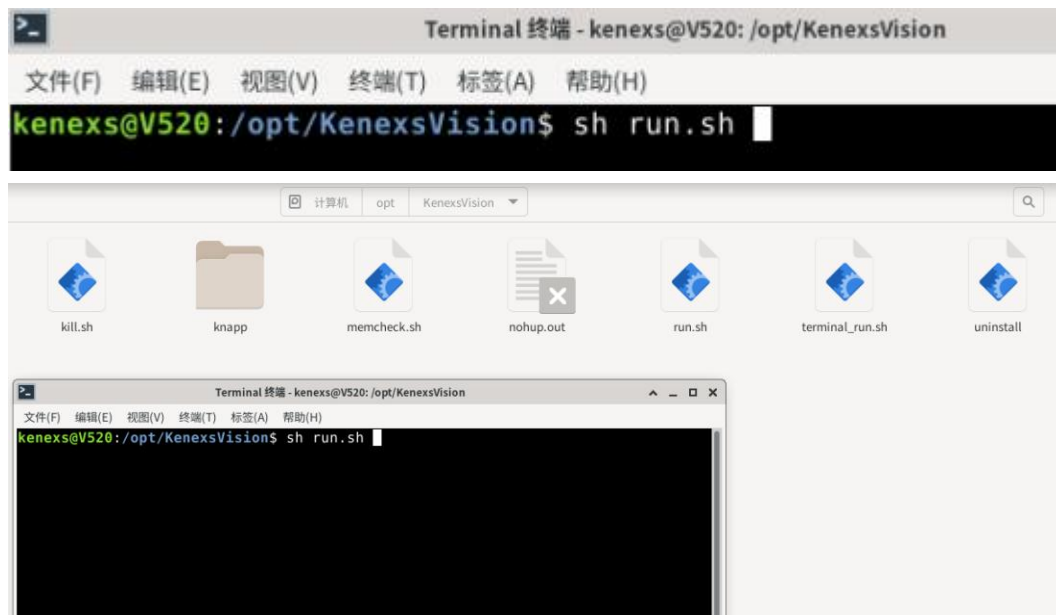 Terminal 终端 - kenexs@V520: /opt/KenexsVision
文件(F) 编辑(E) 视图(V) 终端(T) 标签(A) 帮助(H)
kenexs@V520:/opt/KenexsVision$ sh run.sh
计算机 opt KenexsVision
kill.sh knapp memcheck.sh nohup.out run.sh terminal_run.sh uninstall
Terminal 终端 - kenexs@V520: /opt/KenexsVision
文件(F) 编辑(E) 视图(V) 终端(T) 标签(A) 帮助(H)
kenexs@V520:/opt/KenexsVision$ sh run.sh